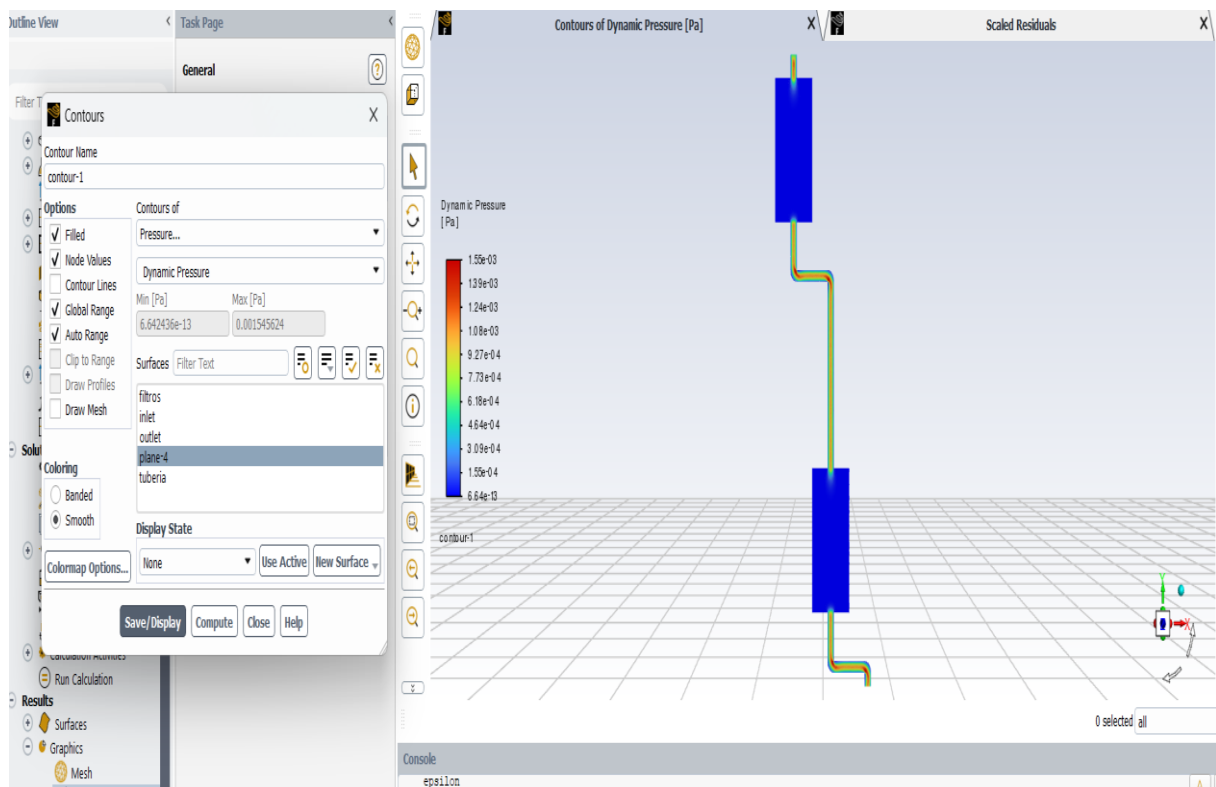 Outline View
Task Page
General
?
Filter T
Contours
X
Contour Name
contour-1
Options
Filled
Node Values
Contour Lines
Global Range
Auto Range
Clip to Range
Draw Profiles
Draw Mesh
Coloring
Banded
Smooth
Colormap Options...
Contours of
Pressure...
Dynamic Pressure
Min [Pa]
Max [Pa]
6.642436e-13
0.001545624
Surfaces
Filter Text
filtros
inlet
outlet
plane-4
tuberia
Display State
None
Use Active
New Surface
Save/Display
Compute
Close
Help
Solut
Calculation Activities
Run Calculation
Results
Surfaces
Graphics
Mesh
Contours of Dynamic Pressure [Pa]
X
Scaled Residuals
X
Dynamic Pressure
[Pa]
1.55e-03
1.39e-03
1.24e-03
1.08e-03
9.27e-04
7.73e-04
6.18e-04
4.64e-04
3.09e-04
1.55e-04
6.64e-13
contour-1
Y
X
0 selected
all
Console
epsilon